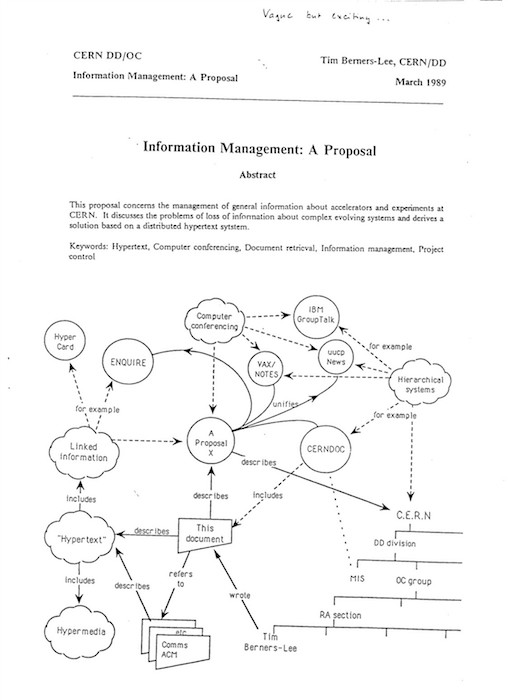 Vague but exciting ...
CERN DD/OC
Tim Berners-Lee, CERN/DD
Information Management: A Proposal
March 1989
Information Management: A Proposal
Abstract
This proposal concerns the management of general information about accelerators and experiments at
CERN. It discusses the problems of loss of information about complex evolving systems and derives a
solution based on a distributed hypertext sytstem.
Keywords: Hypertext, Computer conferencing, Document retrieval, Information management, Project
control
Computer
conferencing
IBM
GroupTalk
Hyper
Card
ENQUIRE
VAX/
NOTES
uucp
News
for example
Hierarchical
systems
unifies
for example
for example
Linked
information
A
Proposal
X
CERNDOC
describes
includes
describes
includes
C.E.R.N
"Hypertext"
describes
This
document
DD division
includes
describes
refers
to
wrote
MIS
OC group
RA section
Hypermedia
etc
Comms
ACM
Tim
Berners-Lee